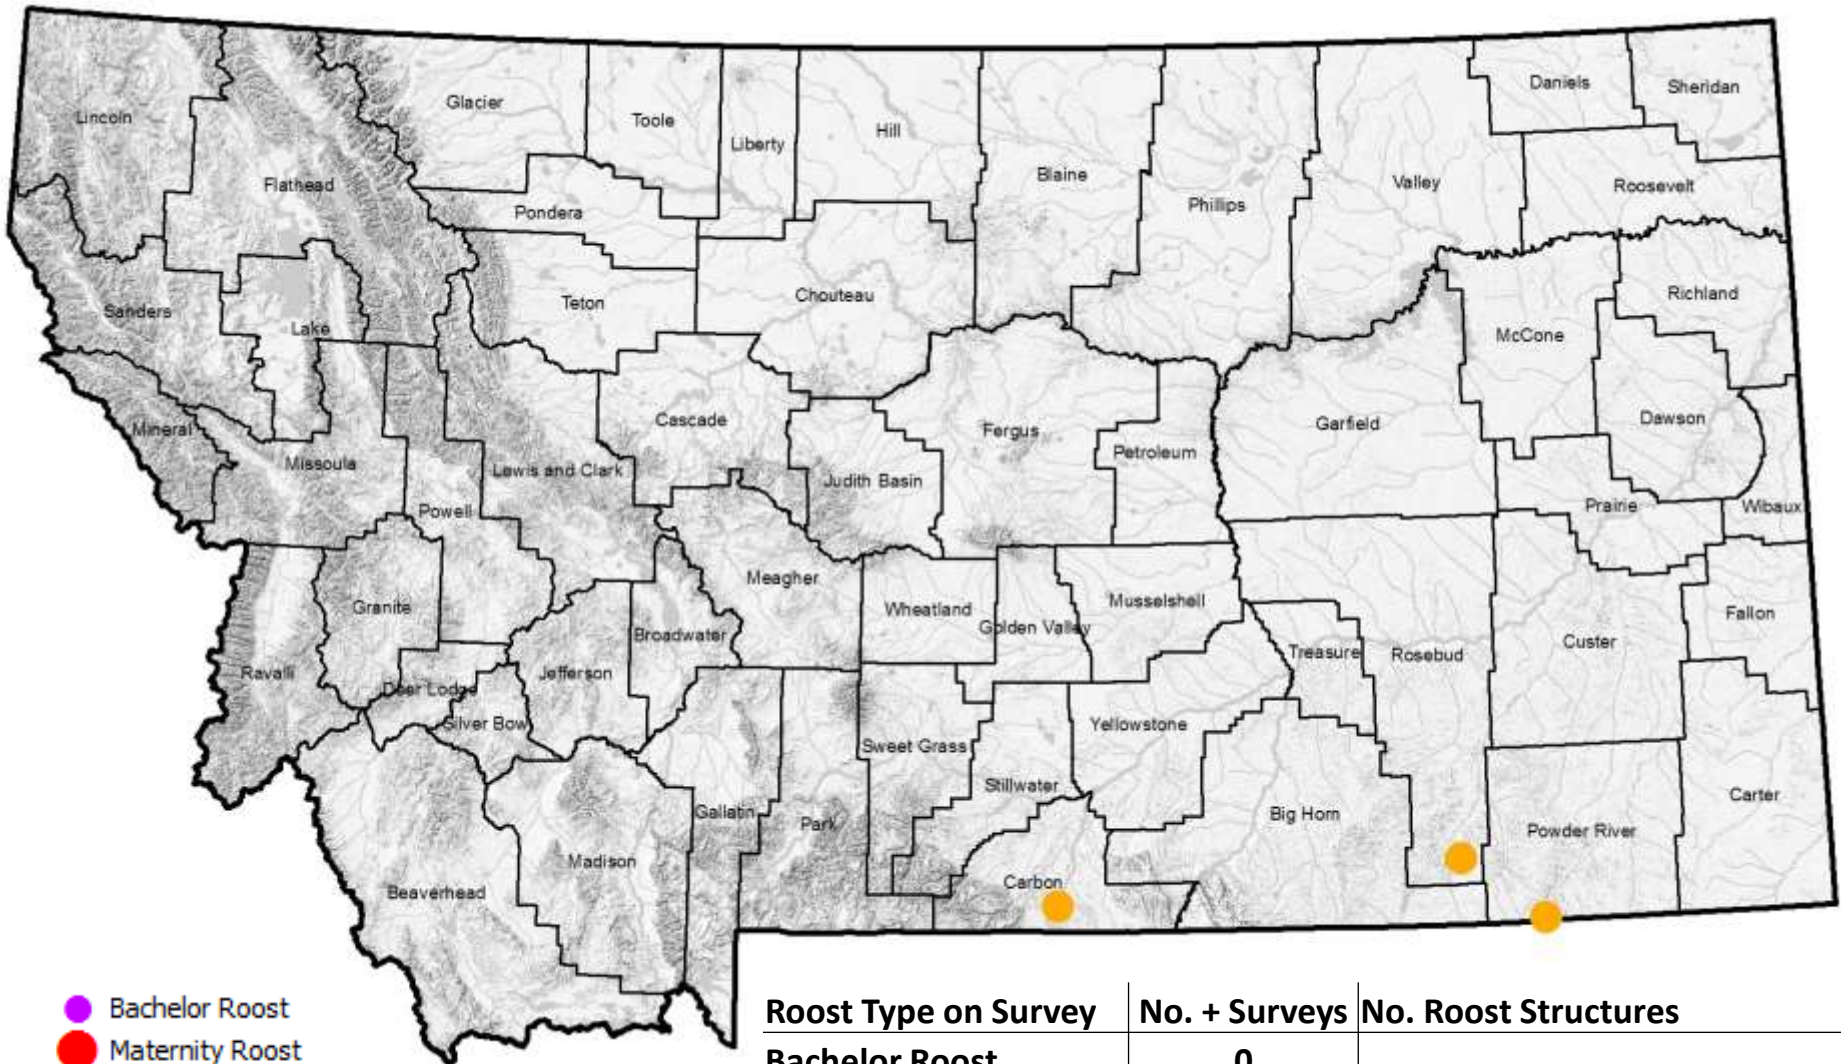 Lincoln
Glacier
Toole
Liberty
Hill
Blaine
Phillips
Valley
Daniels
Sheridan
Flathead
Pondera
Roosevelt
Sanders
Lake
Teton
Chouteau
McCone
Richland
Mineral
Missoula
Powell
Lewis and Clark
Cascade
Judith Basin
Fergus
Petroleum
Garfield
Dawson
Prairie
Wibaux
Granite
Meagher
Wheatland
Golden Valley
Musselshell
Fallon
Ravalli
Deer Lodge
Silver Bow
Jefferson
Broadwater
Treasure
Rosebud
Custer
Sweet Grass
Yellowstone
Stillwater
Gallatin
Park
Big Horn
Powder River
Carter
Beaverhead
Madison
Carbon
Bachelor Roost
Maternity Roost
Roost Type on Survey No. + Surveys No. Roost Structures
Bachelor Roost 0